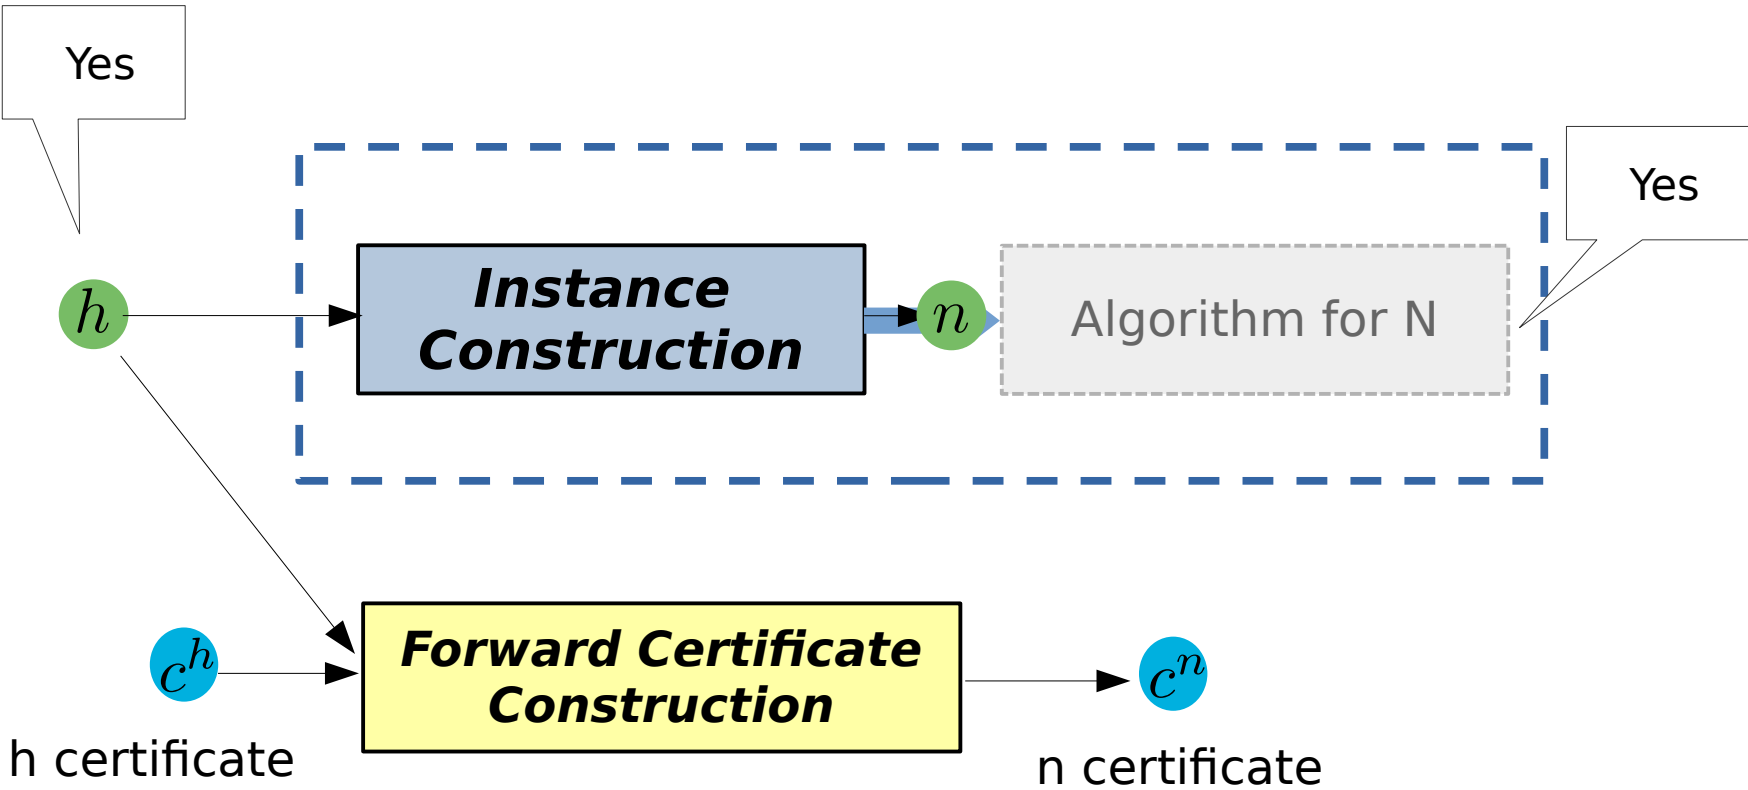 Yes
Yes
Instance
Construction
h
n
Algorithm for N
Forward Certificate
Construction
c^h
c^n
h certificate
n certificate